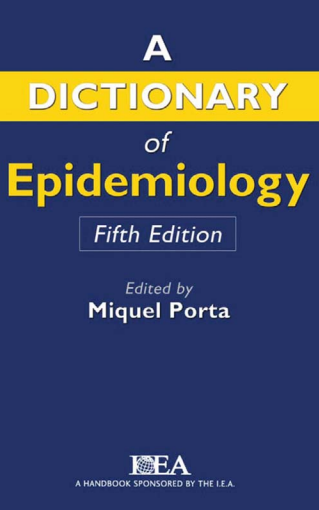 A
DICTIONARY
of
Epidemiology
Fifth Edition
Edited by
Miquel Porta
IEA
A HANDBOOK SPONSORED BY THE I.E.A.